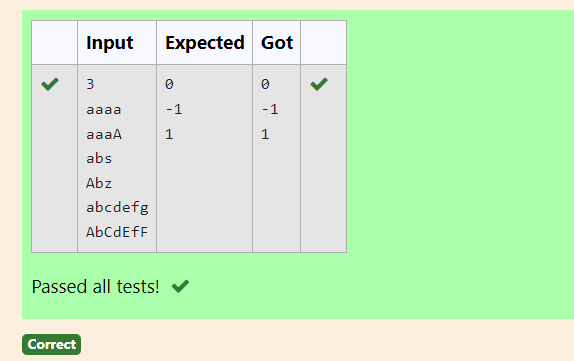 Input Expected Got
3 0 0
aaaa -1 -1
aaaA 1 1
abs
Abz
abcdefg
AbCdEfF
Passed all tests!
Correct